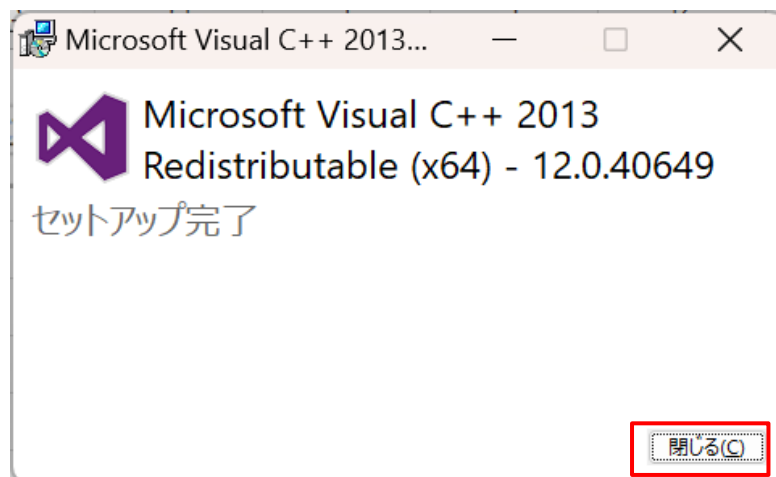 Microsoft Visual C++ 2013...
Microsoft Visual C++ 2013
Redistributable (x64) - 12.0.40649
セットアップ完了
閉じる(C)